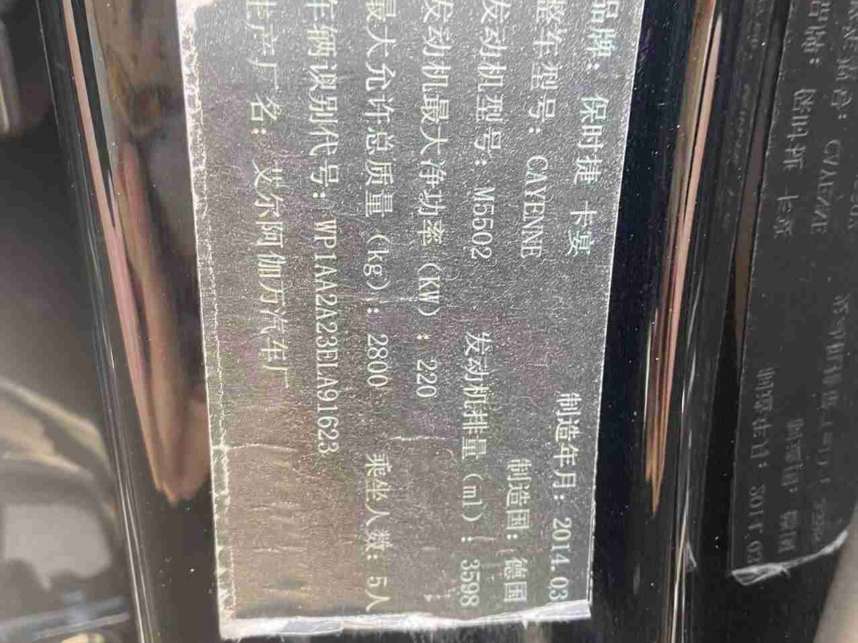 品牌: 保时捷 卡宴 制造年月: 2014.03
整车型号: CAYENNE 制造国: 德国
发动机型号: M5502 发动机排量(ml): 3598
发动机最大净功率(KW): 220
最大允许总质量(kg): 2800 乘坐人数: 5人
车辆识别代号: WP1AA2A23ELA91623
生产厂名: 艾尔阿伽万汽车厂